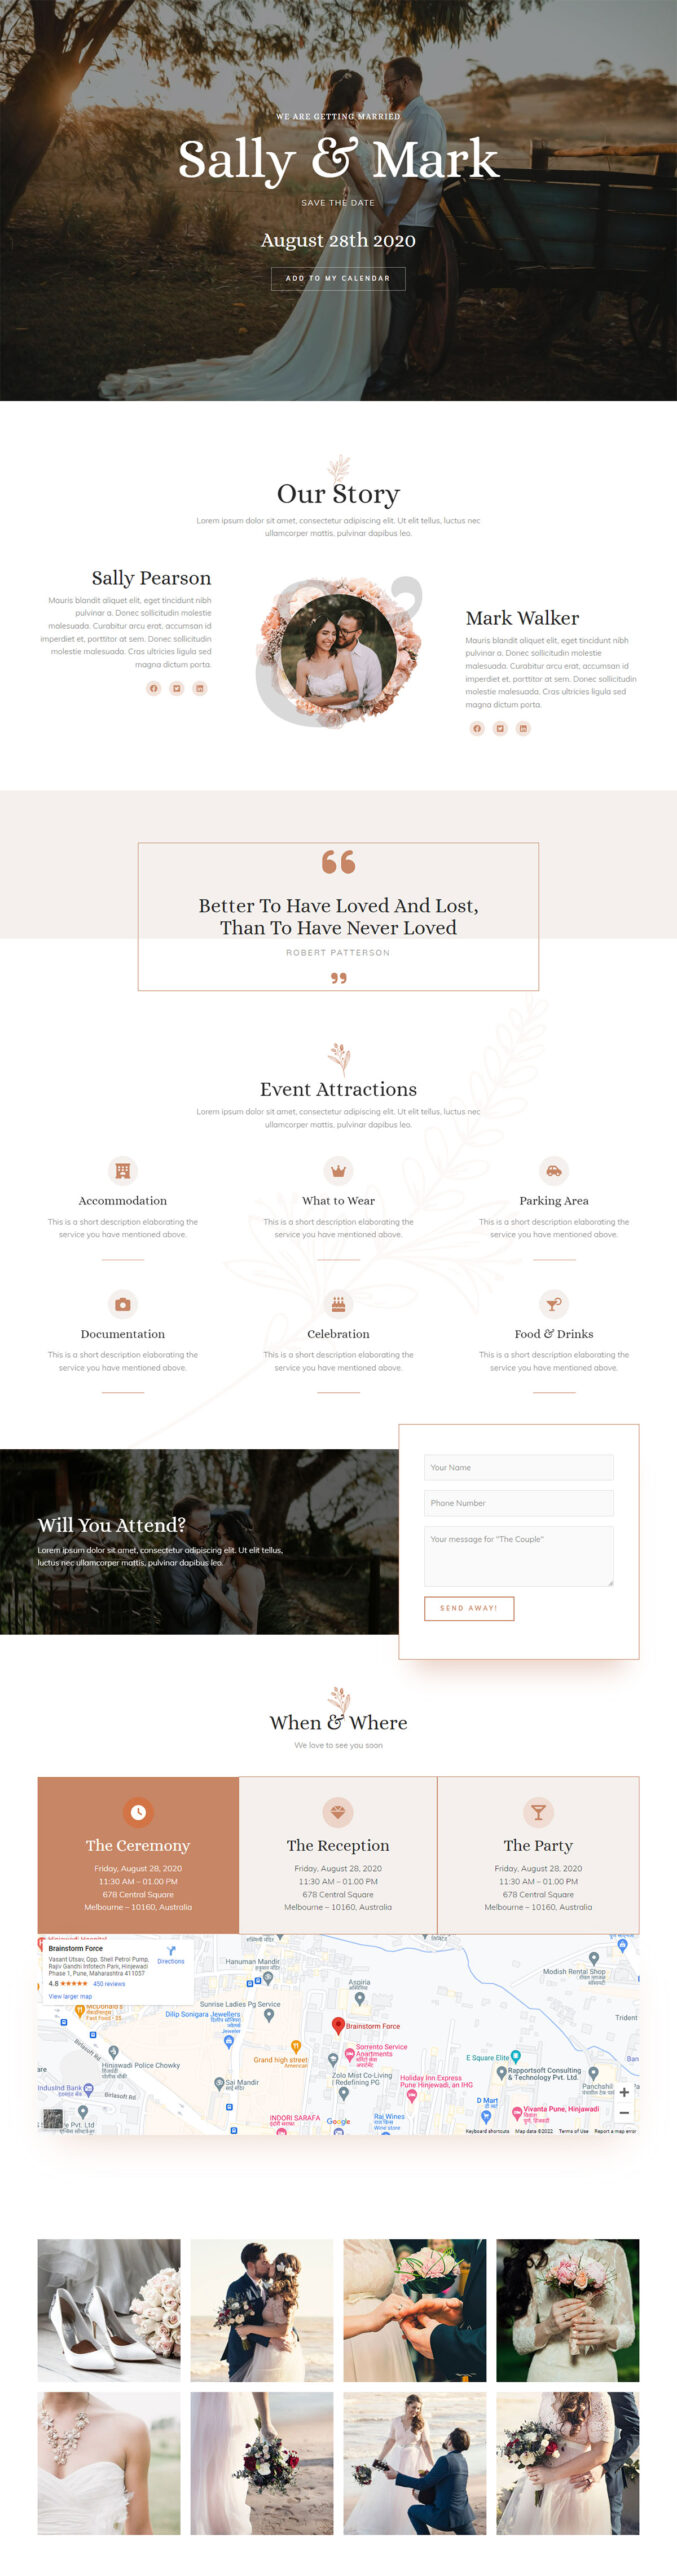 WE ARE GETTING MARRIED
Sally & Mark
SAVE THE DATE
August 28th 2020
ADD TO MY CALENDAR
Our Story
Lorem ipsum dolor sit amet, consectetur adipiscing elit. Ut elit tellus, luctus nec
ullamcorper mattis, pulvinar dapibus leo.
Sally Pearson
Mauris blandit aliquet elit, eget tincidunt nibh
pulvinar a. Donec sollicitudin molestie
malesuada. Curabitur arcu erat, accumsan id
imperdiet et, porttitor at sem. Donec sollicitudin
molestie malesuada. Cras ultricies ligula sed
magna dictum porta.
&
Mark Walker
Mauris blandit aliquet elit, eget tincidunt nibh
pulvinar a. Donec sollicitudin molestie
malesuada. Curabitur arcu erat, accumsan id
imperdiet et, porttitor at sem. Donec sollicitudin
molestie malesuada. Cras ultricies ligula sed
magna dictum porta.
“
Better To Have Loved And Lost,
Than To Have Never Loved
ROBERT PATTERSON
”
Event Attractions
Lorem ipsum dolor sit amet, consectetur adipiscing elit. Ut elit tellus, luctus nec
ullamcorper mattis, pulvinar dapibus leo.
Accommodation
This is a short description elaborating the
service you have mentioned above.
What to Wear
This is a short description elaborating the
service you have mentioned above.
Parking Area
This is a short description elaborating the
service you have mentioned above.
Documentation
This is a short description elaborating the
service you have mentioned above.
Celebration
This is a short description elaborating the
service you have mentioned above.
Food & Drinks
This is a short description elaborating the
service you have mentioned above.
Will You Attend?
Lorem ipsum dolor sit amet, consectetur adipiscing elit. Ut elit tellus,
luctus nec ullamcorper mattis, pulvinar dapibus leo.
Your Name
Phone Number
Your message for "The Couple"
SEND AWAY!
When & Where
We love to see you soon
The Ceremony
Friday, August 28, 2020
11:30 AM – 01.00 PM
678 Central Square
Melbourne – 10160, Australia
The Reception
Friday, August 28, 2020
11:30 AM – 01.00 PM
678 Central Square
Melbourne – 10160, Australia
The Party
Friday, August 28, 2020
11:30 AM – 01.00 PM
678 Central Square
Melbourne – 10160, Australia
Brainstorm Force
Vasant Utsav, Opp. Shell Petrol Pump,
Rajiv Gandhi Infotech Park, Hinjewadi
Phase 1, Pune, Maharashtra 411057
4.8 ★★★★★ 450 reviews
View larger map
Directions
Hanuman Mandir
Aspiria
Modish Rental Shop
Sunrise Ladies Pg Service
McDonald's
Fast Food · 35
Dilip Sonigara Jewellers
Jeweler
Trident
Brainstorm Force
Birlasoft Rd
Sorrento Service
Apartments
Grand high street
American
E Square Elite
Ban
Hinjawadi Police Chowky
Zolo Mist Co-Living
| Redefining PG
Rapportsoft Consulting
& Technology Pvt. Ltd.
IndusInd Bank
Birlasoft Rd
Sai Mandir
साई मंदिर
Holiday Inn Express
Pune Hinjewadi, an IHG
Panchshil
D Mart
Vivanta Pune, Hinjawadi
INDORI SARAFA
Google
Raj Wines
Wine store
Pvt. Ltd
Keyboard shortcuts Map data ©2022 Terms of Use Report a map error